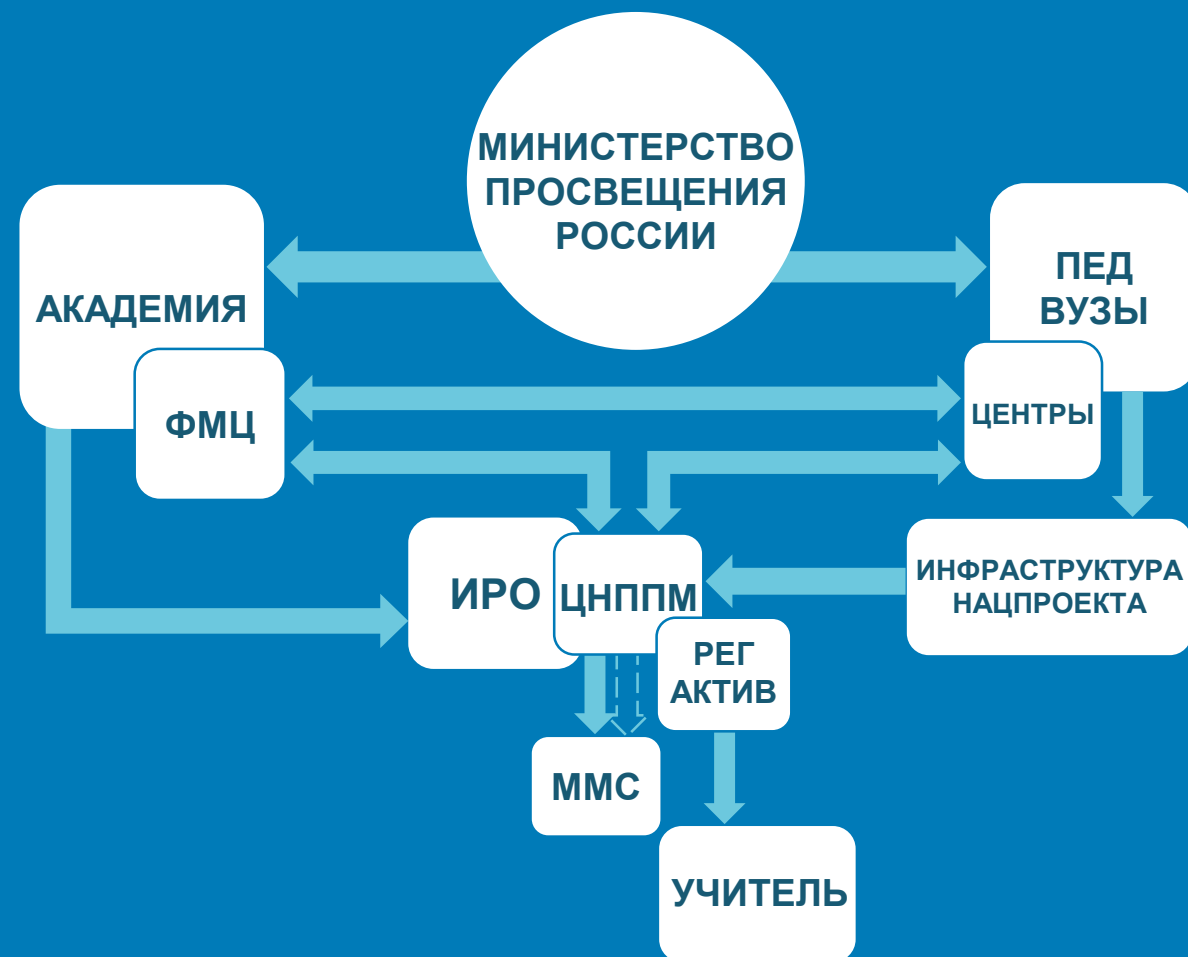 МИНИСТЕРСТВО
ПРОСВЕЩЕНИЯ
РОССИИ
АКАДЕМИЯ
ФМЦ
ПЕД
ВУЗЫ
ЦЕНТРЫ
ИРО
ЦНППМ
ИНФРАСТРУКТУРА
НАЦПРОЕКТА
РЕГ
АКТИВ
ММС
УЧИТЕЛЬ